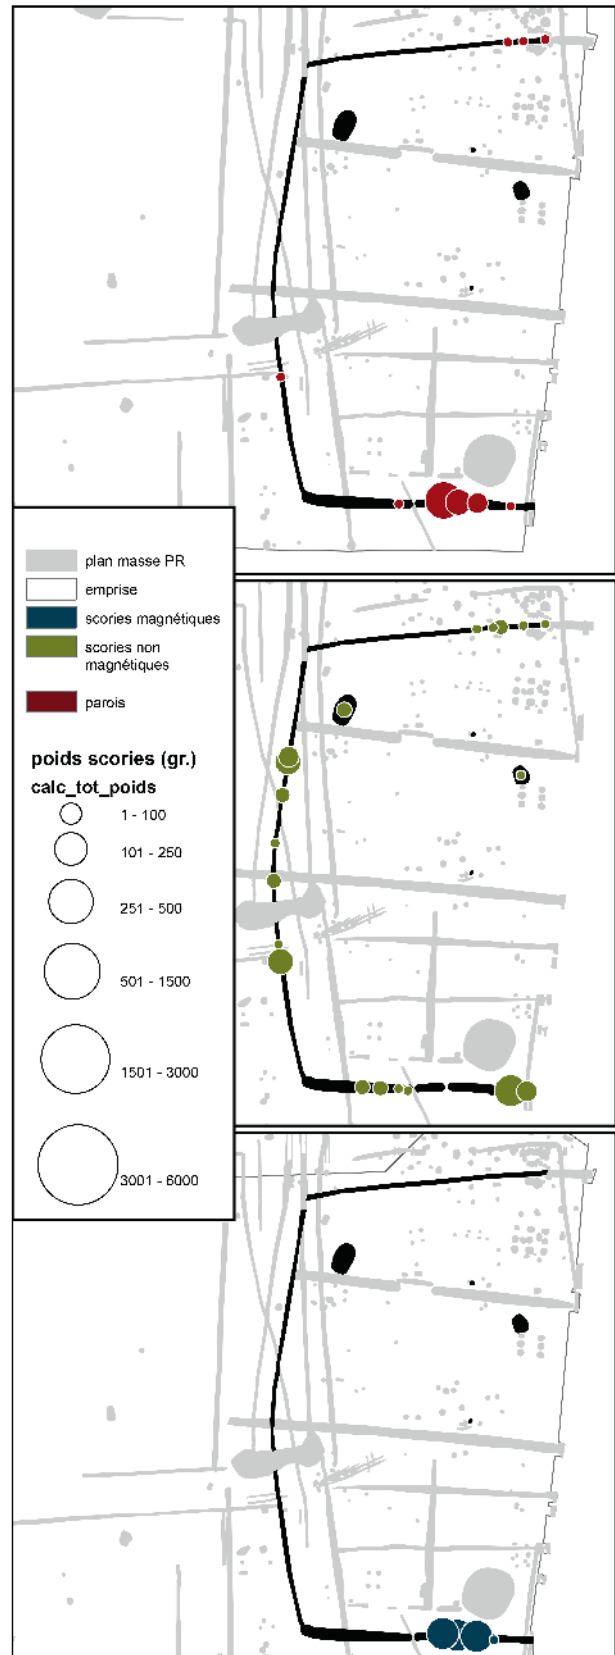 plan masse PR
emprise
scories magnétiques
scories non
magnétiques
parois
poids scories (gr.)
calc_tot_poids
1 - 100
101 - 250
251 - 500
501 - 1500
1501 - 3000
3001 - 6000